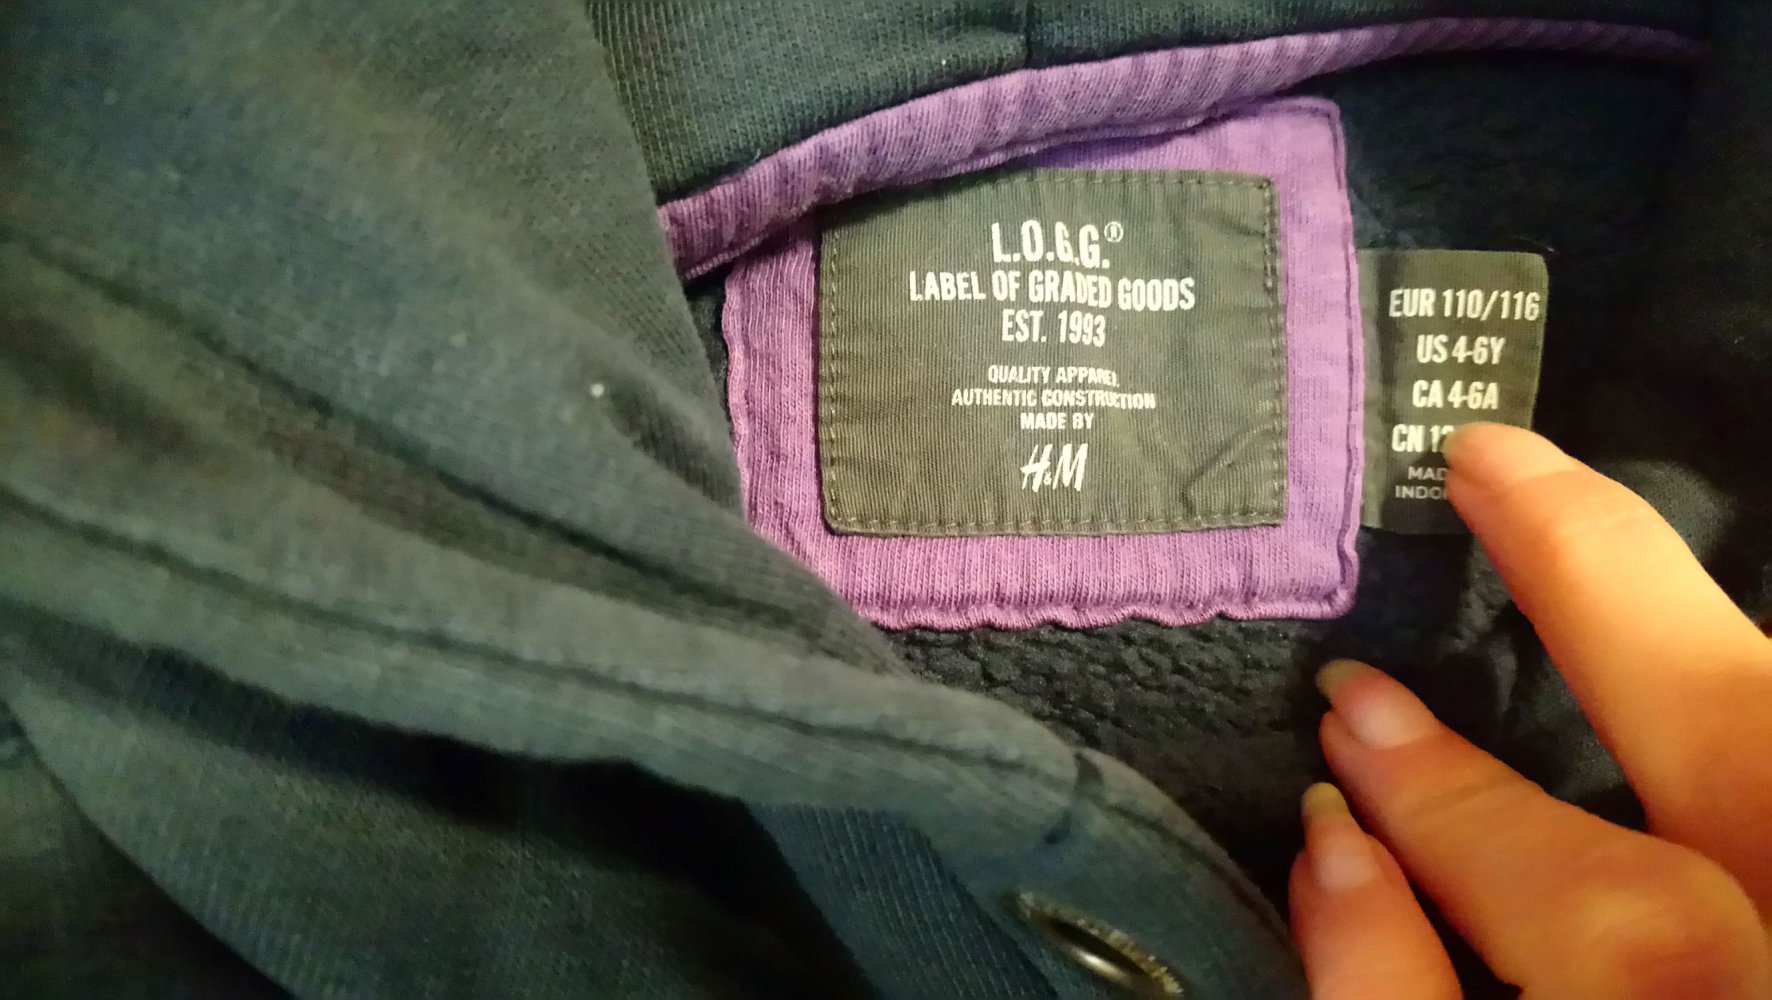 L.O.G.G.®
LABEL OF GRADED GOODS
EST. 1993
QUALITY APPAREL
AUTHENTIC CONSTRUCTION
MADE BY
H&M
EUR 110/116
US 4-6Y
CA 4-6A
CN